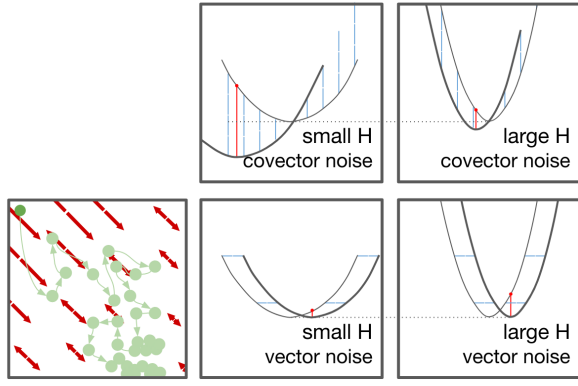 small H
covector noise
large H
covector noise
small H
vector noise
large H
vector noise